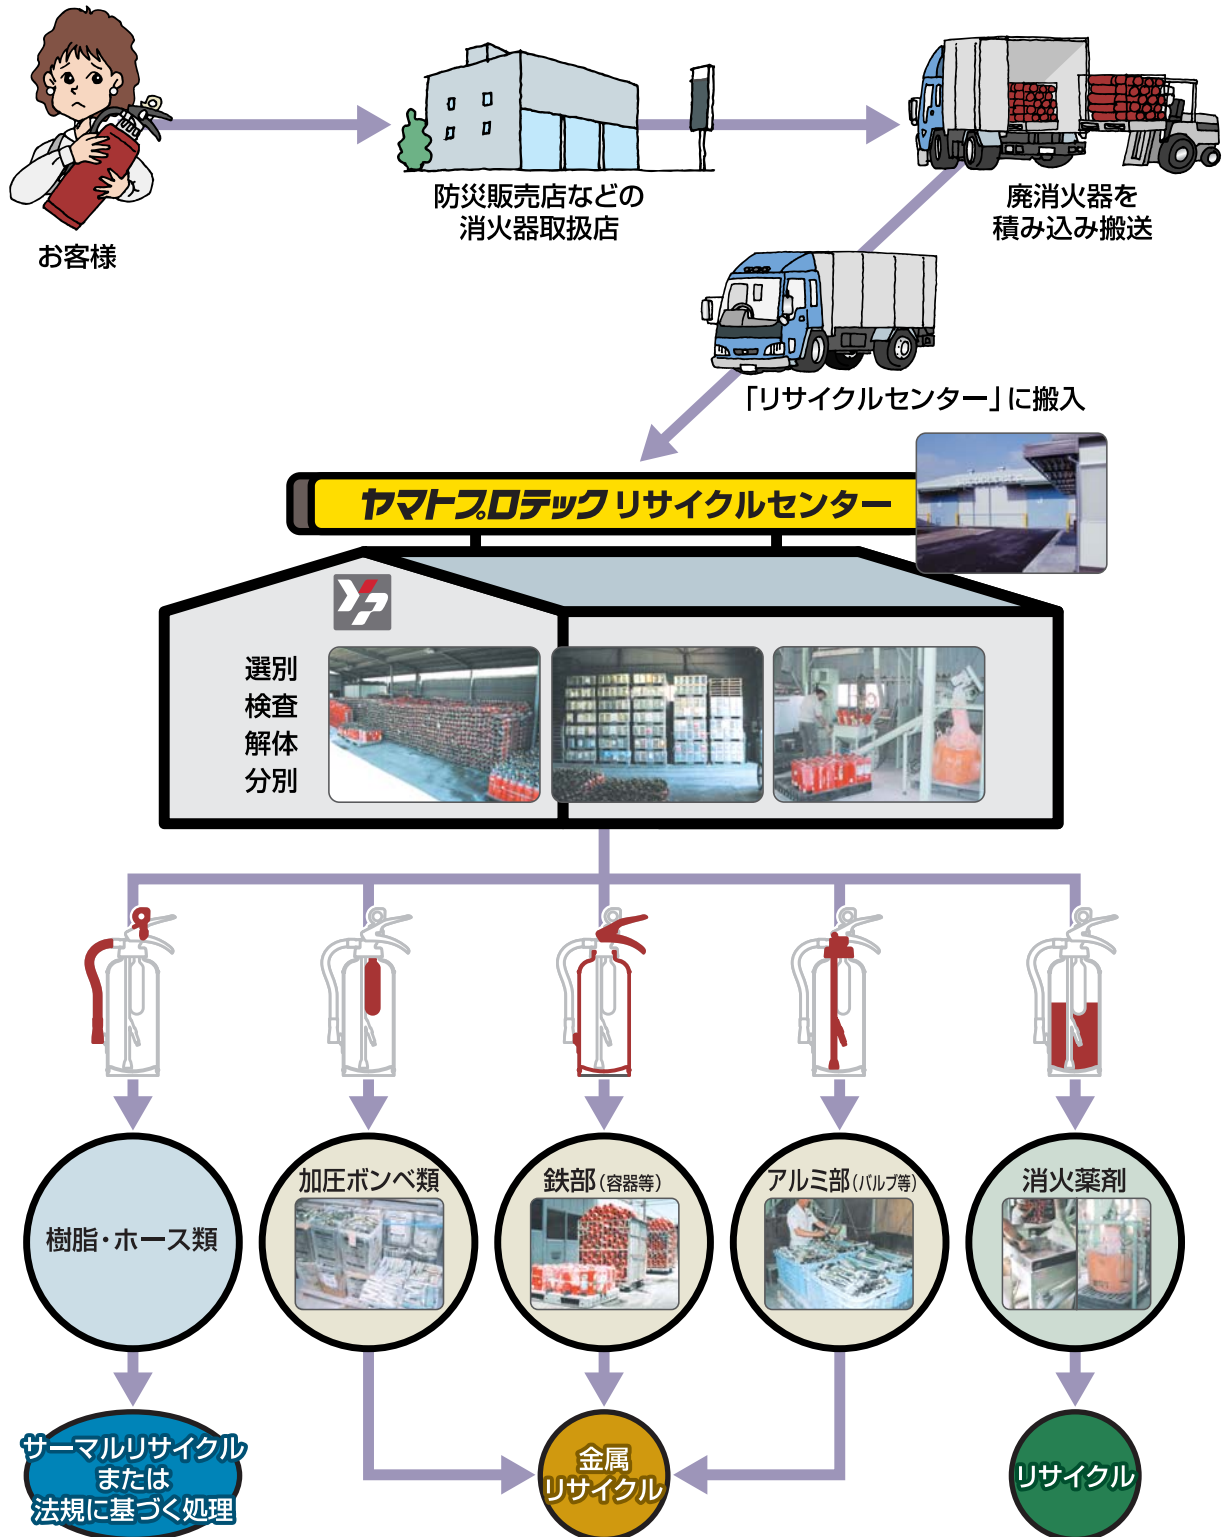 お客様
防災販売店などの
消火器取扱店
廃消火器を
積み込み搬送
「リサイクルセンター」に搬入
ヤマトプロテック リサイクルセンター
YP
選別
検査
解体
分別
樹脂・ホース類
加圧ボンベ類
鉄部(容器等)
アルミ部(バルブ等)
消火薬剤
サーマルリサイクル
または
法規に基づく処理
金属
リサイクル
リサイクル